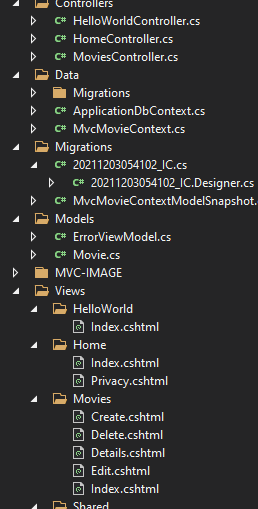 Controllers
C# HelloWorldController.cs
C# HomeController.cs
C# MoviesController.cs
Data
Migrations
C# ApplicationDbContext.cs
C# MvcMovieContext.cs
Migrations
C# 20211203054102_IC.cs
C# 20211203054102_IC.Designer.cs
C# MvcMovieContextModelSnapshot.
Models
C# ErrorViewModel.cs
C# Movie.cs
MVC-IMAGE
Views
HelloWorld
Index.cshtml
Home
Index.cshtml
Privacy.cshtml
Movies
Create.cshtml
Delete.cshtml
Details.cshtml
Edit.cshtml
Index.cshtml
Shared